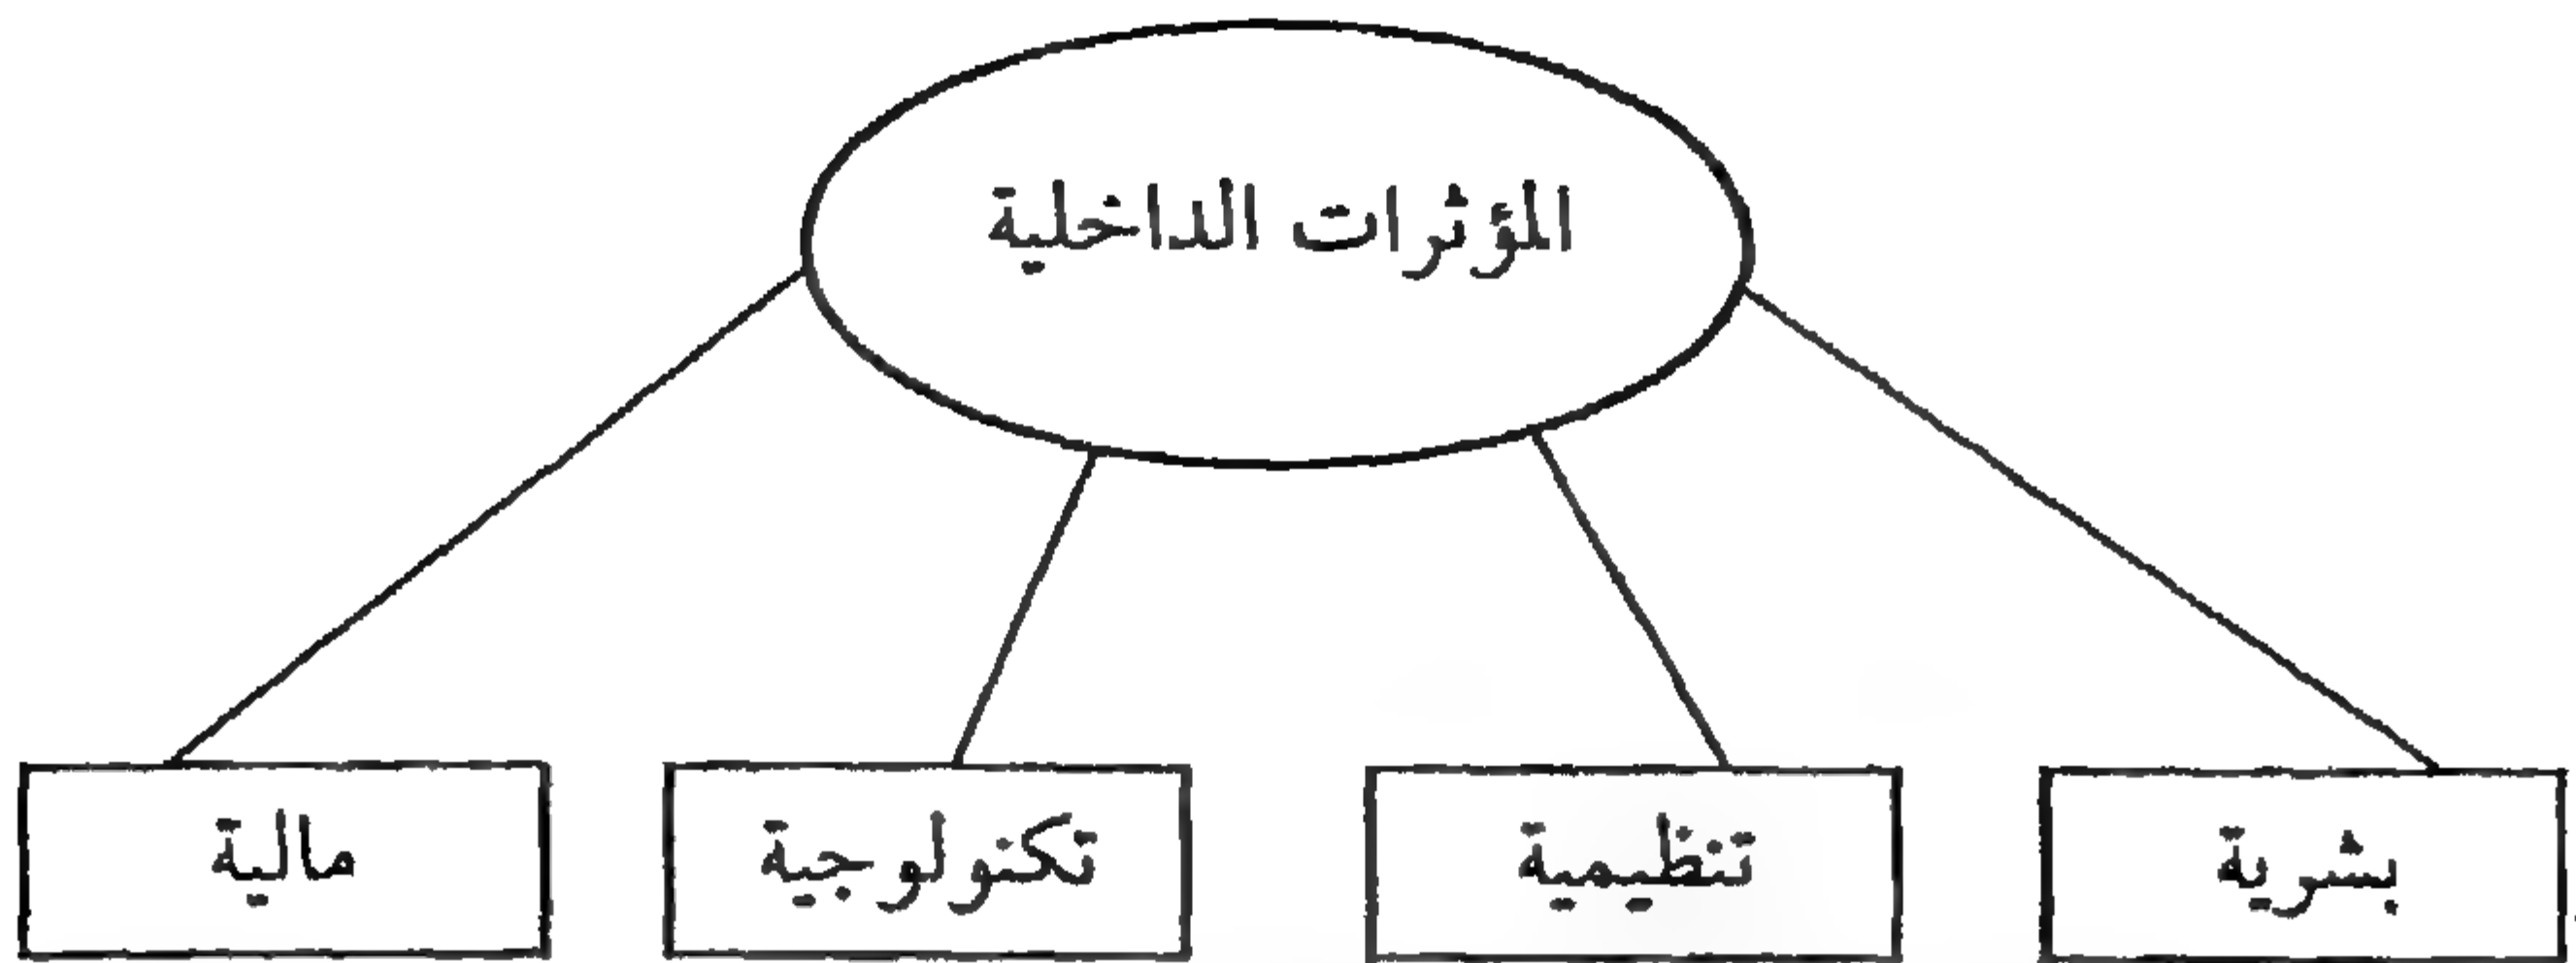 المؤثرات الداخلية
بشرية
تنظيمية
تكنولوجية
مالية